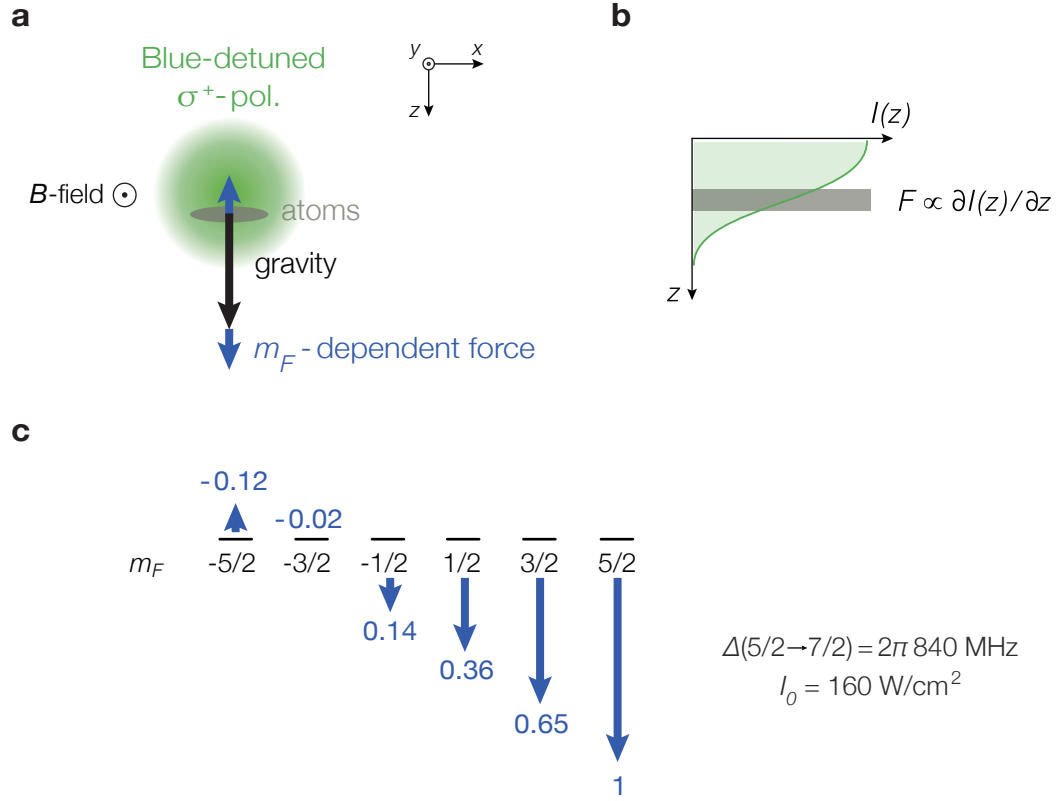 a
Blue-detuned
σ⁺-pol.
y
x
z
B-field
atoms
gravity
m_F - dependent force
b
I(z)
F ∝ ∂I(z)/∂z
z
c
-0.12
-0.02
m_F -5/2 -3/2 -1/2 1/2 3/2 5/2
0.14
0.36
0.65
1
Δ(5/2→7/2) = 2π 840 MHz
I₀ = 160 W/cm²